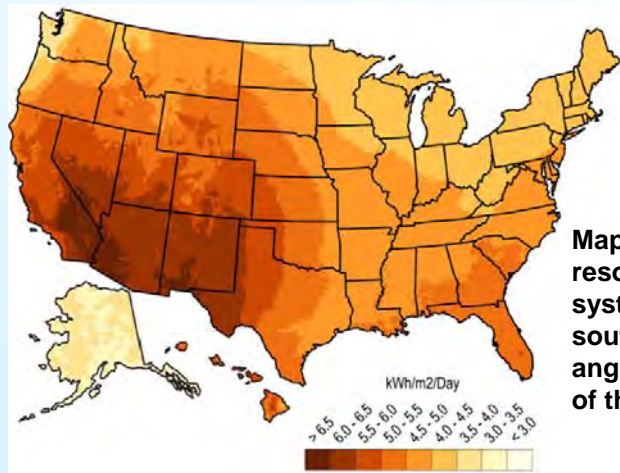 Map
reso
syst
sout
ang
of th
kWh/m2/Day
> 6.5
6.0 - 6.5
5.5 - 6.0
5.0 - 5.5
4.5 - 5.0
4.0 - 4.5
3.5 - 4.0
3.0 - 3.5
< 3.0